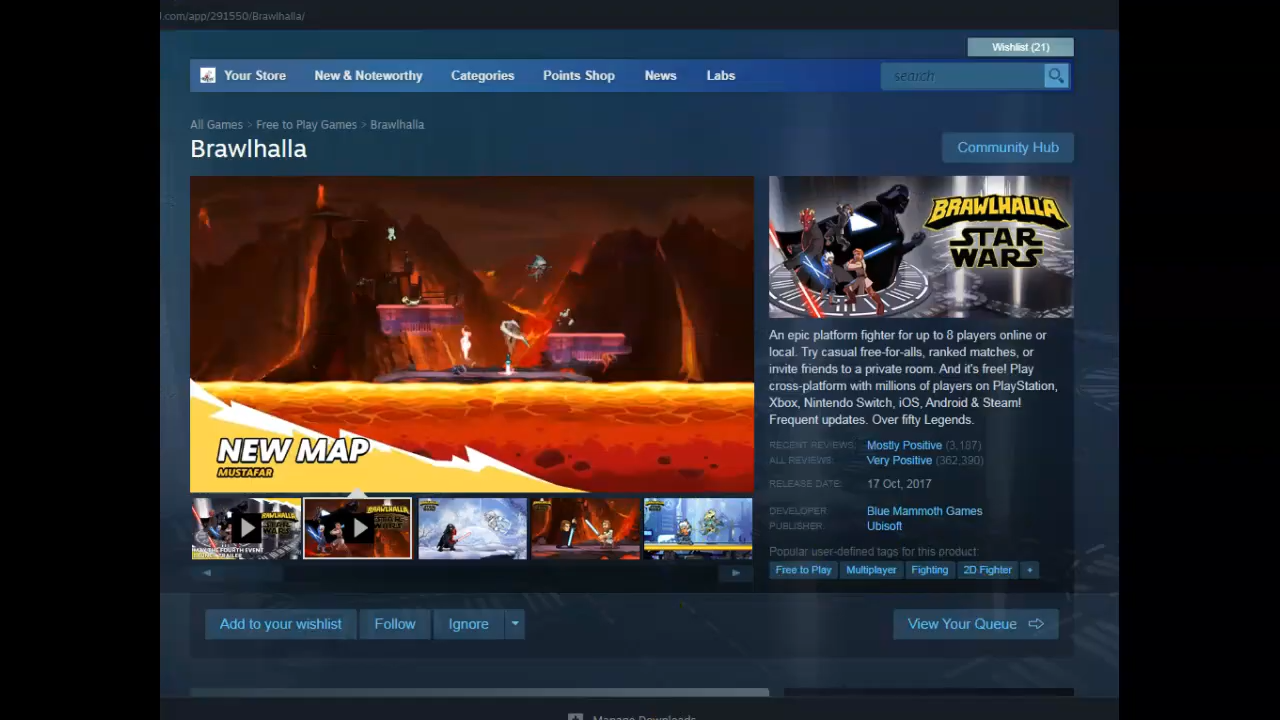 .com/app/291550/Brawlhalla/
Wishlist (21)
Your Store New & Noteworthy Categories Points Shop News Labs search
All Games > Free to Play Games > Brawlhalla
Brawlhalla
Community Hub
BRAWLHALLA
STAR
WARS
NEW MAP
MUSTAFAR
An epic platform fighter for up to 8 players online or
local. Try casual free-for-alls, ranked matches, or
invite friends to a private room. And it's free! Play
cross-platform with millions of players on PlayStation,
Xbox, Nintendo Switch, iOS, Android & Steam!
Frequent updates. Over fifty Legends.
RECENT REVIEWS: Mostly Positive (3,187)
ALL REVIEWS: Very Positive (362,390)
RELEASE DATE: 17 Oct, 2017
DEVELOPER: Blue Mammoth Games
PUBLISHER: Ubisoft
Popular user-defined tags for this product:
Free to Play Multiplayer Fighting 2D Fighter +
Add to your wishlist Follow Ignore
View Your Queue
Manage Downloads